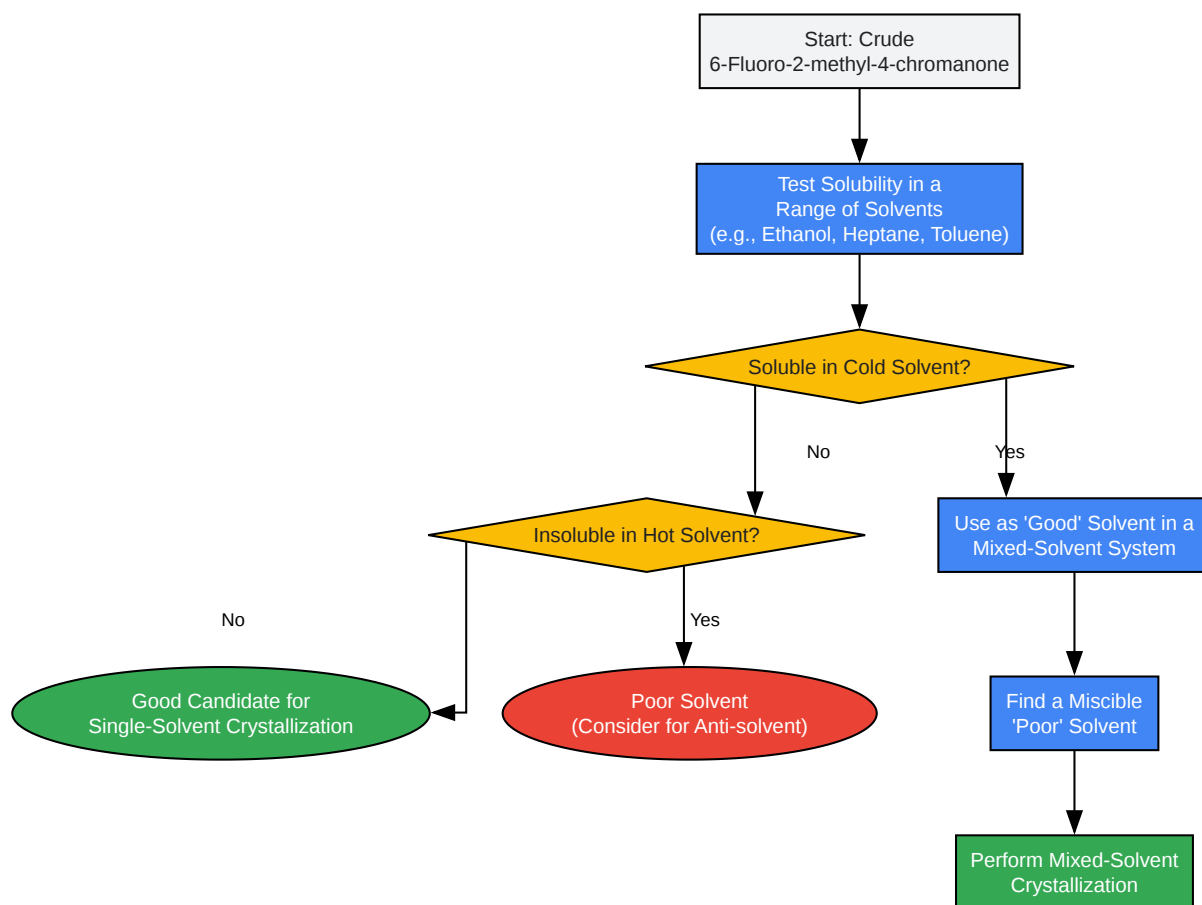 Start: Crude
6-Fluoro-2-methyl-4-chromanone
Test Solubility in a
Range of Solvents
(e.g., Ethanol, Heptane, Toluene)
Soluble in Cold Solvent?
No
Yes
Insoluble in Hot Solvent?
Use as 'Good' Solvent in a
Mixed-Solvent System
No
Yes
Good Candidate for
Single-Solvent Crystallization
Poor Solvent
(Consider for Anti-solvent)
Find a Miscible
'Poor' Solvent
Perform Mixed-Solvent
Crystallization